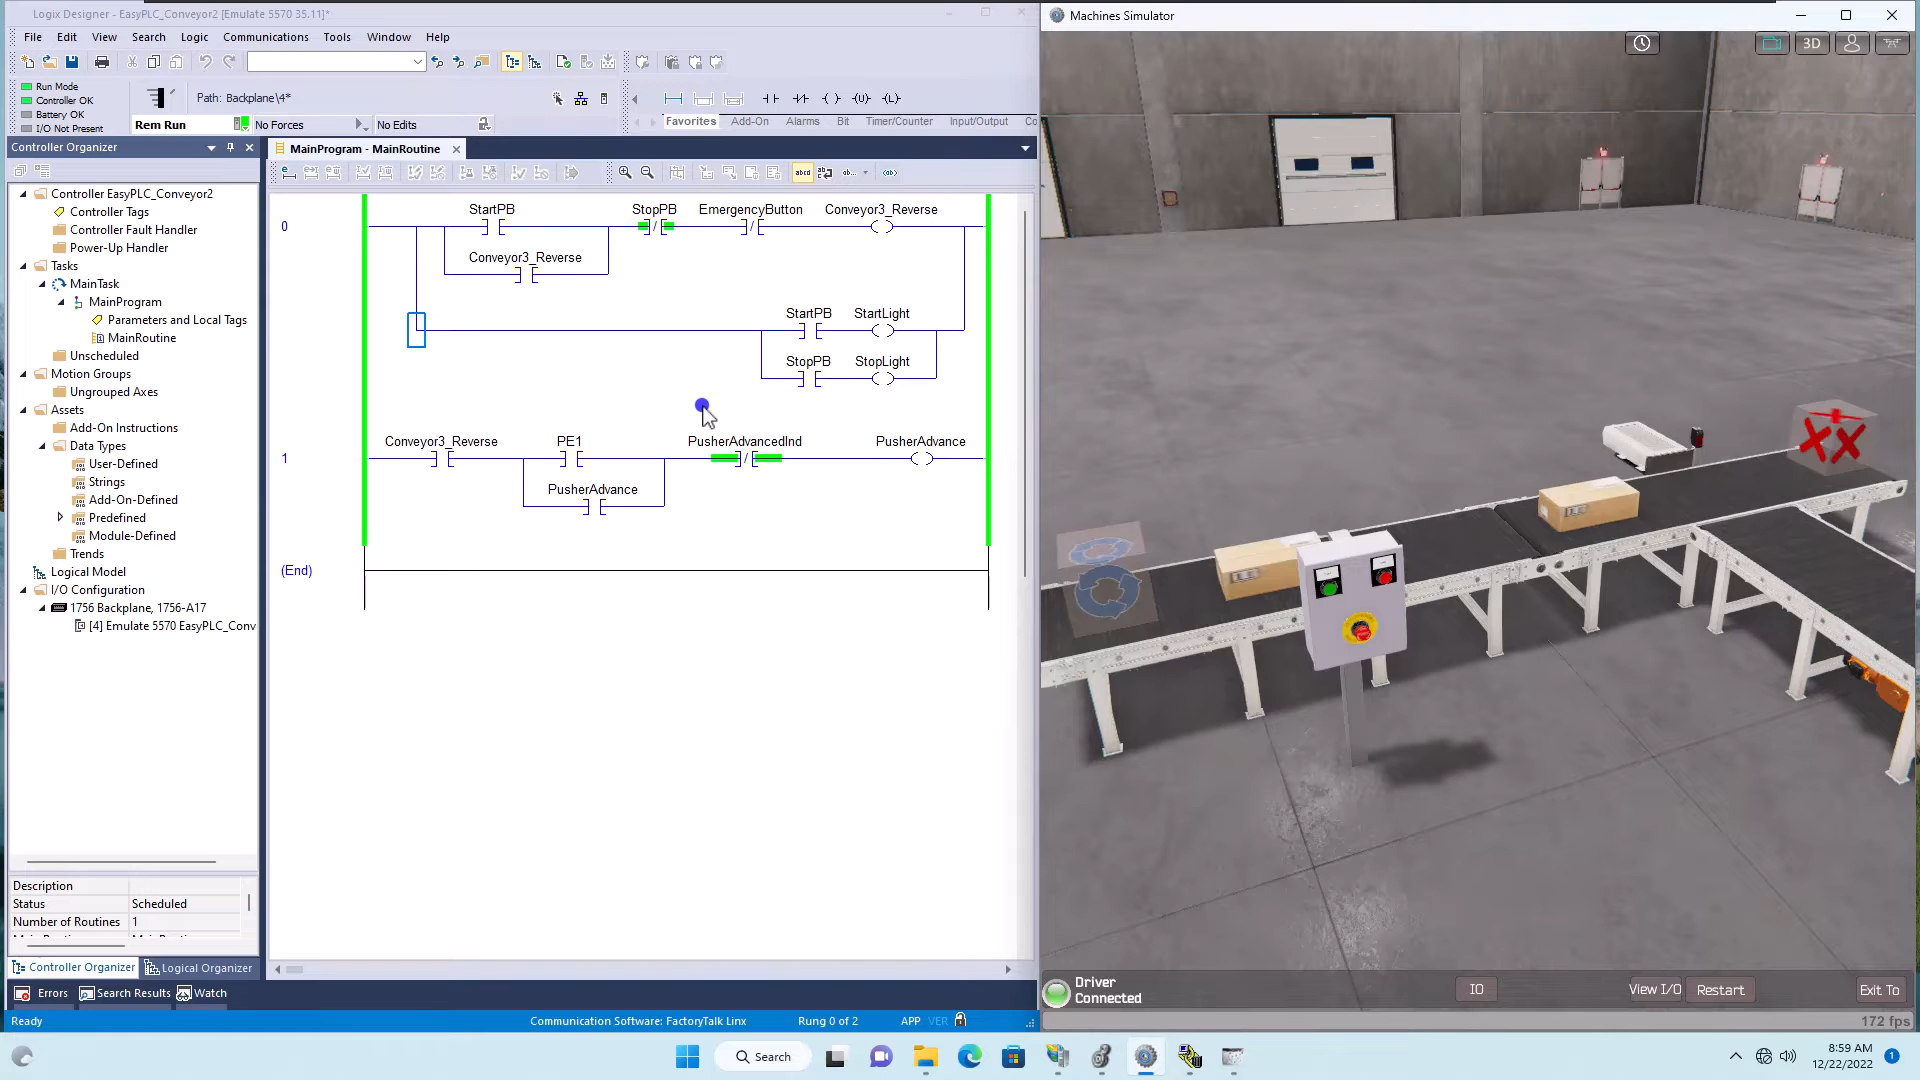 Logix Designer - EasyPLC_Conveyor2 [Emulate 5570 35.11]*
File Edit View Search Logic Communications Tools Window Help
Run Mode
Controller OK
Battery OK
I/O Not Present
Path: Backplane\4*
Rem Run
No Forces
No Edits
Favorites Add-On Alarms Bit Timer/Counter Input/Output Co
Controller Organizer
MainProgram - MainRoutine
Controller EasyPLC_Conveyor2
Controller Tags
Controller Fault Handler
Power-Up Handler
Tasks
MainTask
MainProgram
Parameters and Local Tags
MainRoutine
Unscheduled
Motion Groups
Ungrouped Axes
Assets
Add-On Instructions
Data Types
User-Defined
Strings
Add-On-Defined
Predefined
Module-Defined
Trends
Logical Model
I/O Configuration
1756 Backplane, 1756-A17
[4] Emulate 5570 EasyPLC_Conv
Description
Status Scheduled
Number of Routines 1
Controller Organizer Logical Organizer
abcd
0
StartPB StopPB EmergencyButton Conveyor3_Reverse
Conveyor3_Reverse
StartPB StartLight
StopPB StopLight
1
Conveyor3_Reverse PE1 PusherAdvancedInd PusherAdvance
PusherAdvance
(End)
Errors Search Results Watch
Ready
Communication Software: FactoryTalk Linx
Rung 0 of 2
APP VER
Machines Simulator
3D
XX
Driver
Connected
IO
View I/O
Restart
Exit To
172 fps
Search
8:59 AM
12/22/2022
1